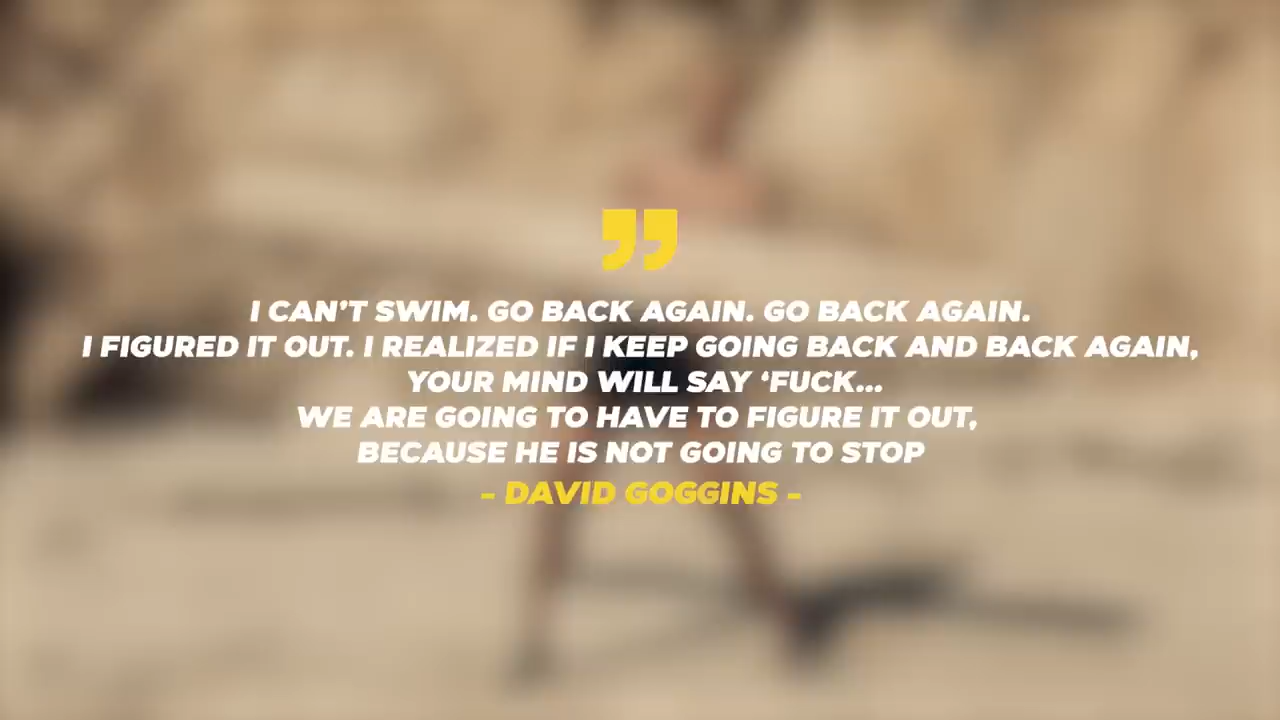 ”
I CAN’T SWIM. GO BACK AGAIN. GO BACK AGAIN.
I FIGURED IT OUT. I REALIZED IF I KEEP GOING BACK AND BACK AGAIN,
YOUR MIND WILL SAY ‘FUCK...
WE ARE GOING TO HAVE TO FIGURE IT OUT,
BECAUSE HE IS NOT GOING TO STOP
- DAVID GOGGINS -